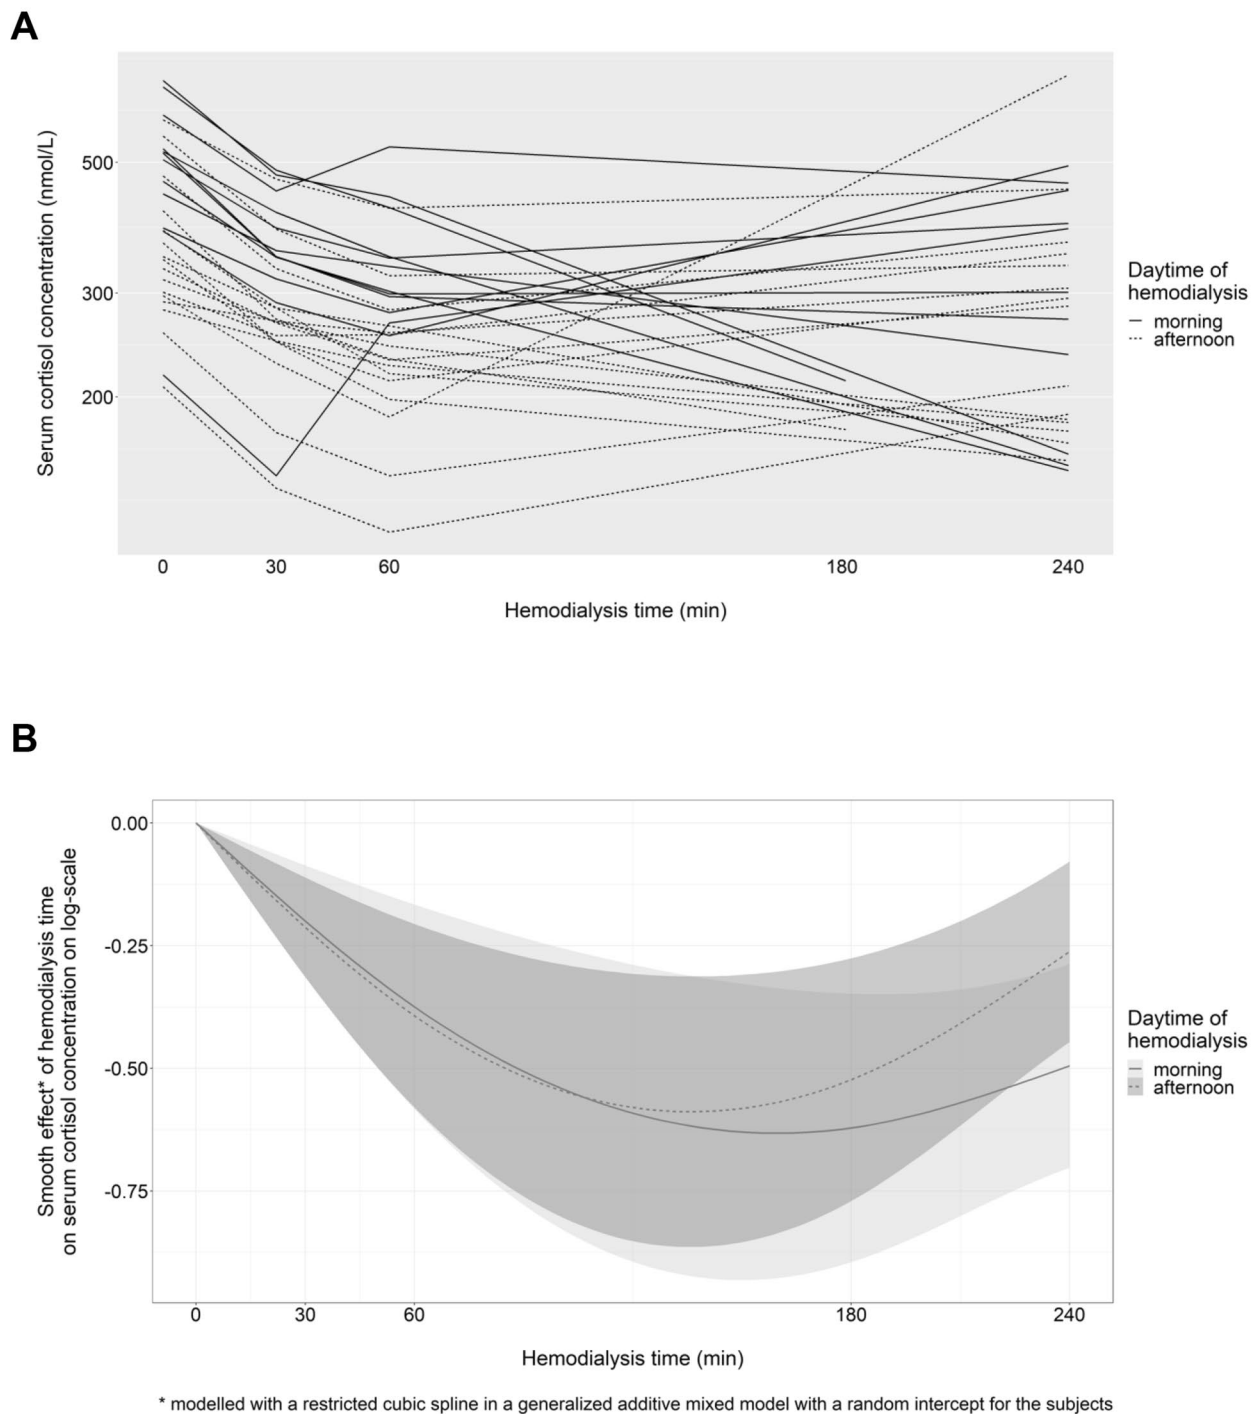 A
Serum cortisol concentration (nmol/L)
500
300
200
0 30 60 180 240
Hemodialysis time (min)
Daytime of
hemodialysis
morning
afternoon
B
Smooth effect* of hemodialysis time
on serum cortisol concentration on log-scale
0.00
-0.25
-0.50
-0.75
0 30 60 180 240
Hemodialysis time (min)
Daytime of
hemodialysis
morning
afternoon
* modelled with a restricted cubic spline in a generalized additive mixed model with a random intercept for the subjects